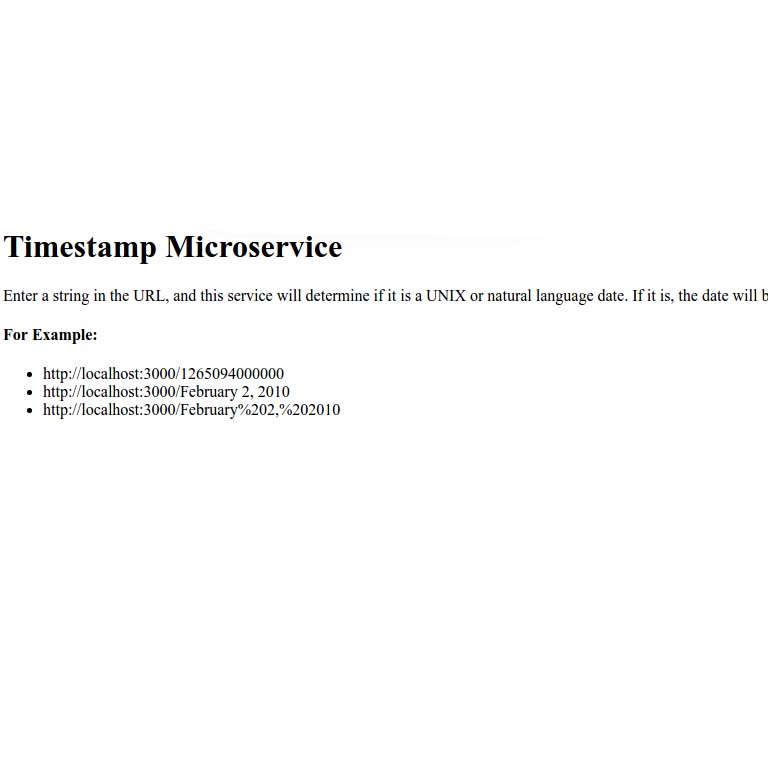 Timestamp Microservice
Enter a string in the URL, and this service will determine if it is a UNIX or natural language date. If it is, the date will
For Example:
http://localhost:3000/1265094000000
http://localhost:3000/February 2, 2010
http://localhost:3000/February%202,%202010